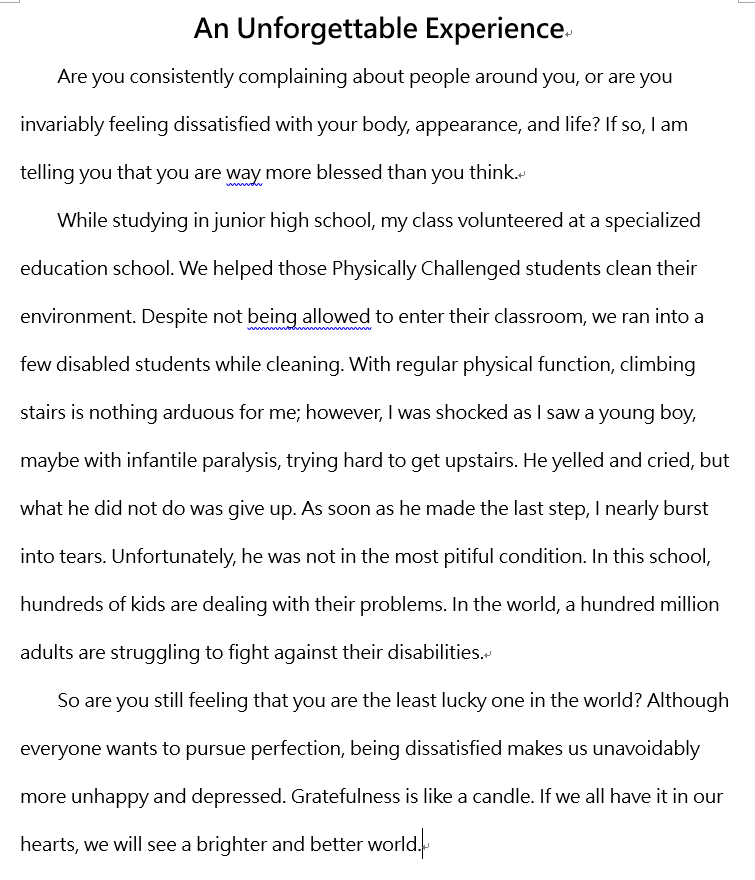 An Unforgettable Experience
Are you consistently complaining about people around you, or are you
invariably feeling dissatisfied with your body, appearance, and life? If so, I am
telling you that you are way more blessed than you think.
While studying in junior high school, my class volunteered at a specialized
education school. We helped those Physically Challenged students clean their
environment. Despite not being allowed to enter their classroom, we ran into a
few disabled students while cleaning. With regular physical function, climbing
stairs is nothing arduous for me; however, I was shocked as I saw a young boy,
maybe with infantile paralysis, trying hard to get upstairs. He yelled and cried, but
what he did not do was give up. As soon as he made the last step, I nearly burst
into tears. Unfortunately, he was not in the most pitiful condition. In this school,
hundreds of kids are dealing with their problems. In the world, a hundred million
adults are struggling to fight against their disabilities.
So are you still feeling that you are the least lucky one in the world? Although
everyone wants to pursue perfection, being dissatisfied makes us unavoidably
more unhappy and depressed. Gratefulness is like a candle. If we all have it in our
hearts, we will see a brighter and better world.